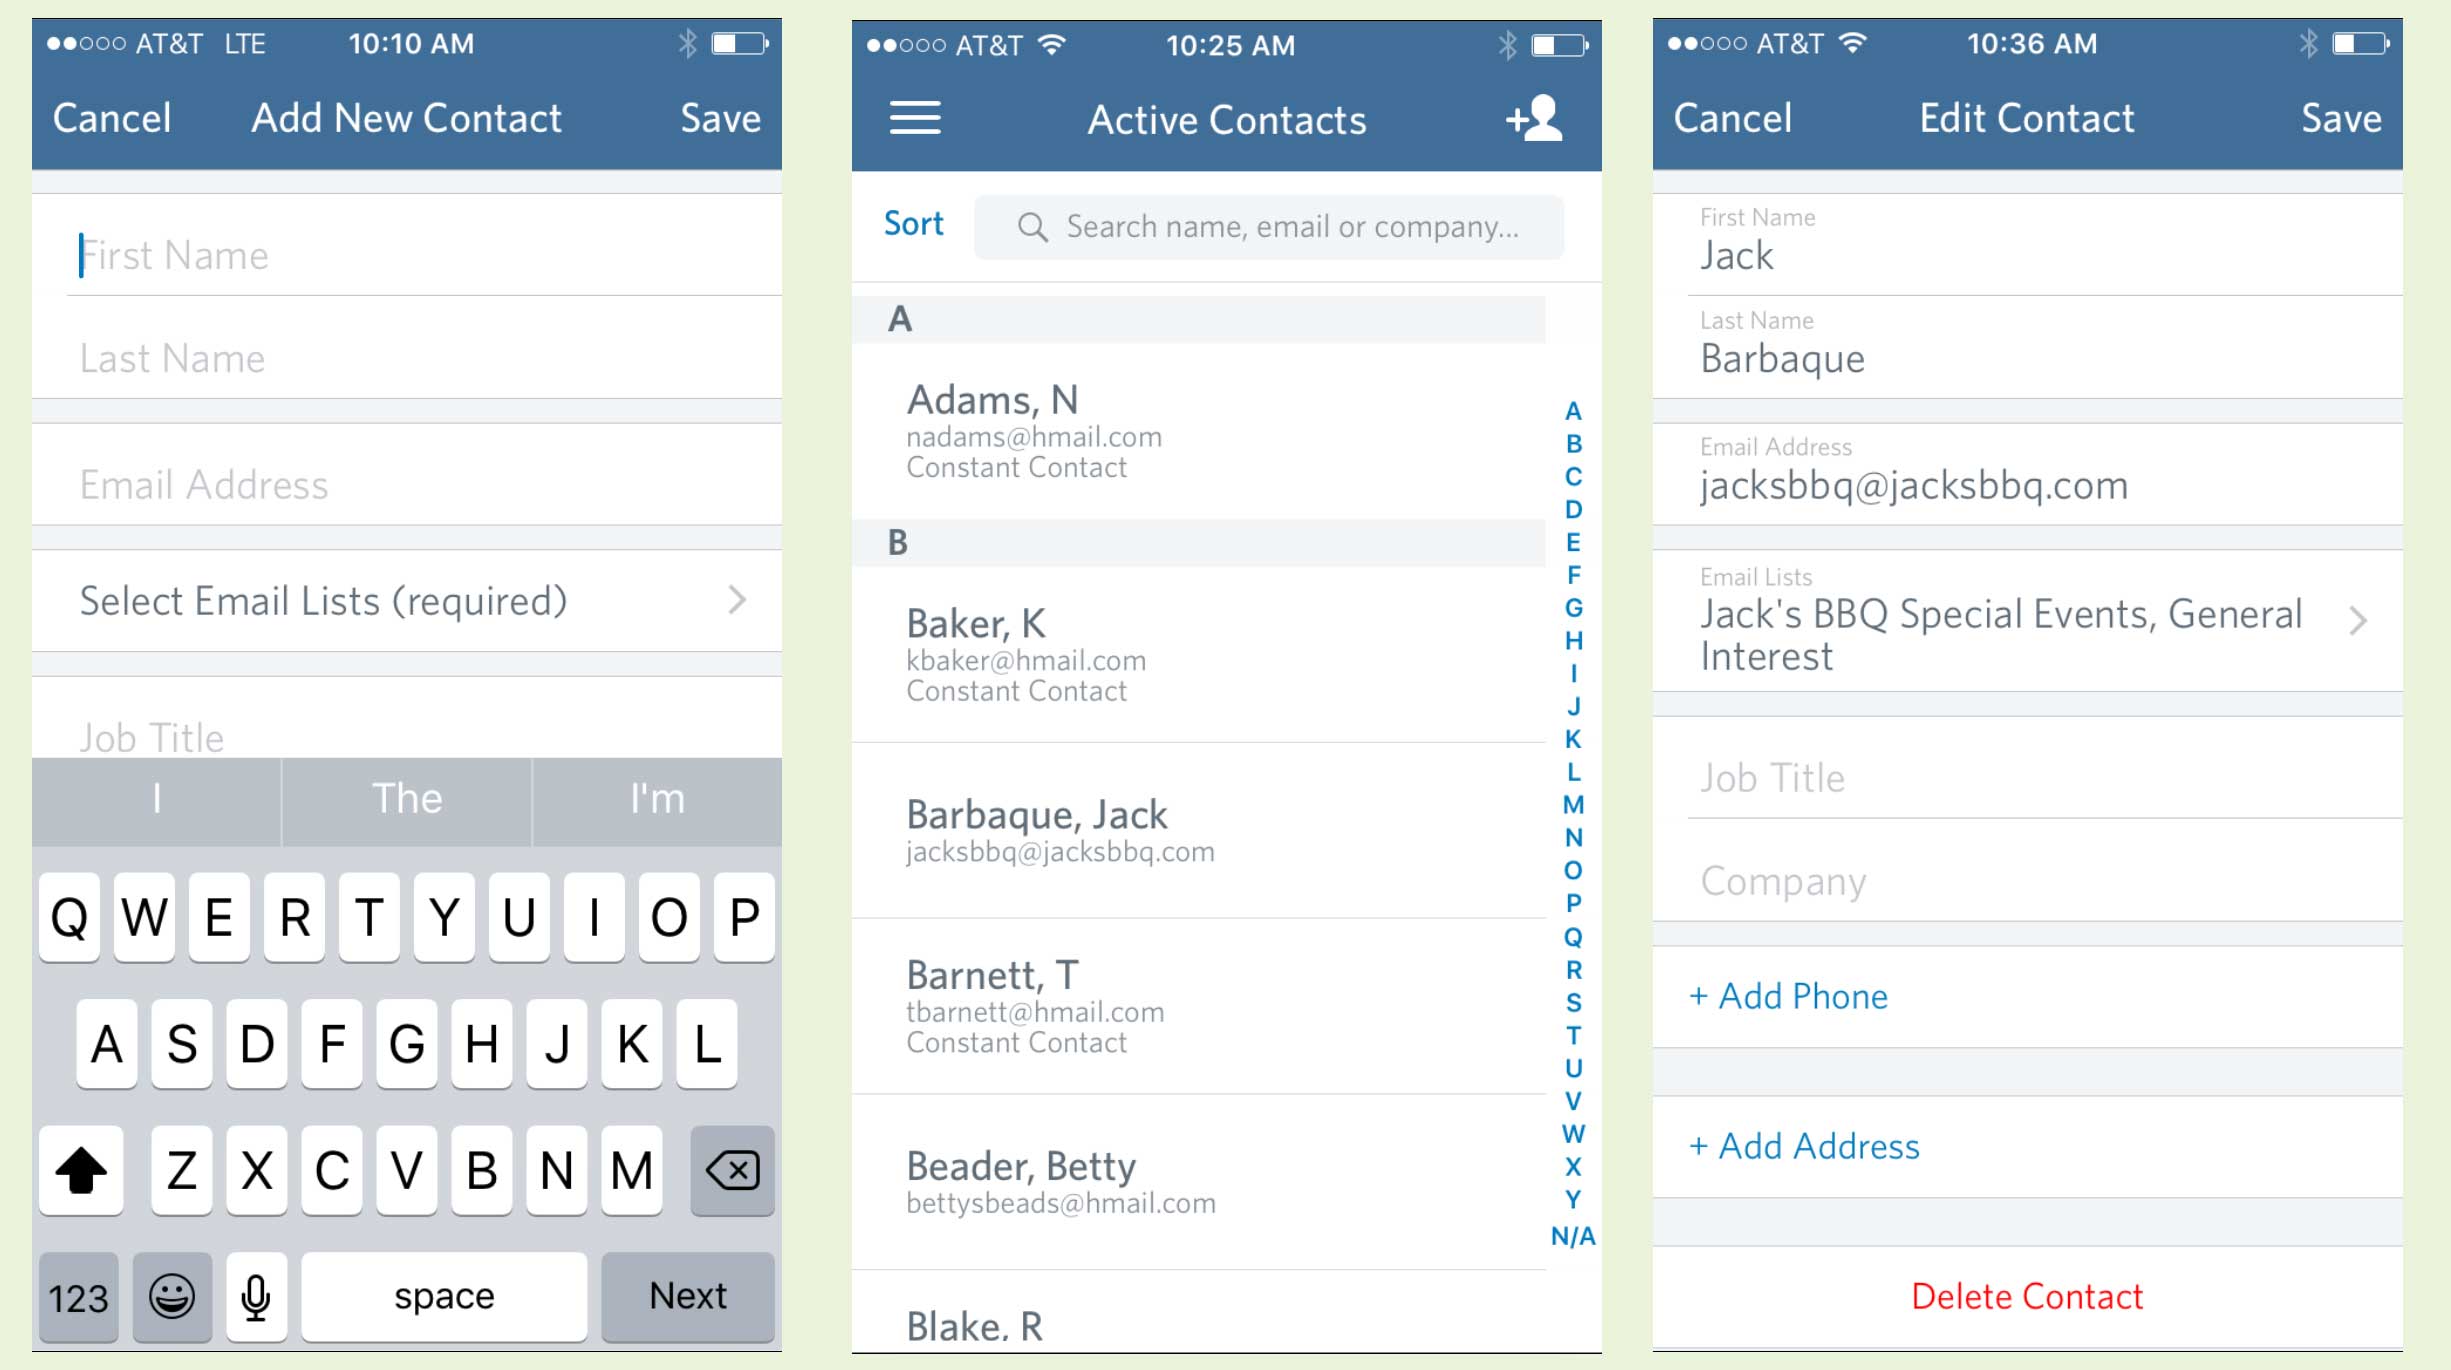 AT&T LTE 10:10 AM
Cancel Add New Contact Save
First Name
Last Name
Email Address
Select Email Lists (required)
Job Title
I The I'm
Q W E R T Y U I O P
A S D F G H J K L
Z X C V B N M
123 space Next
AT&T 10:25 AM
Active Contacts
Sort Search name, email or company...
A
Adams, N
nadams@hmail.com
Constant Contact
B
Baker, K
kbaker@hmail.com
Constant Contact
Barbaque, Jack
jacksbbq@jacksbbq.com
Barnett, T
tbarnett@hmail.com
Constant Contact
Beader, Betty
bettysbeads@hmail.com
Blake, R
A
B
C
D
E
F
G
H
I
J
K
L
M
N
O
P
Q
R
S
T
U
V
W
X
Y
N/A
AT&T 10:36 AM
Cancel Edit Contact Save
First Name
Jack
Last Name
Barbaque
Email Address
jacksbbq@jacksbbq.com
Email Lists
Jack's BBQ Special Events, General
Interest
Job Title
Company
+ Add Phone
+ Add Address
Delete Contact